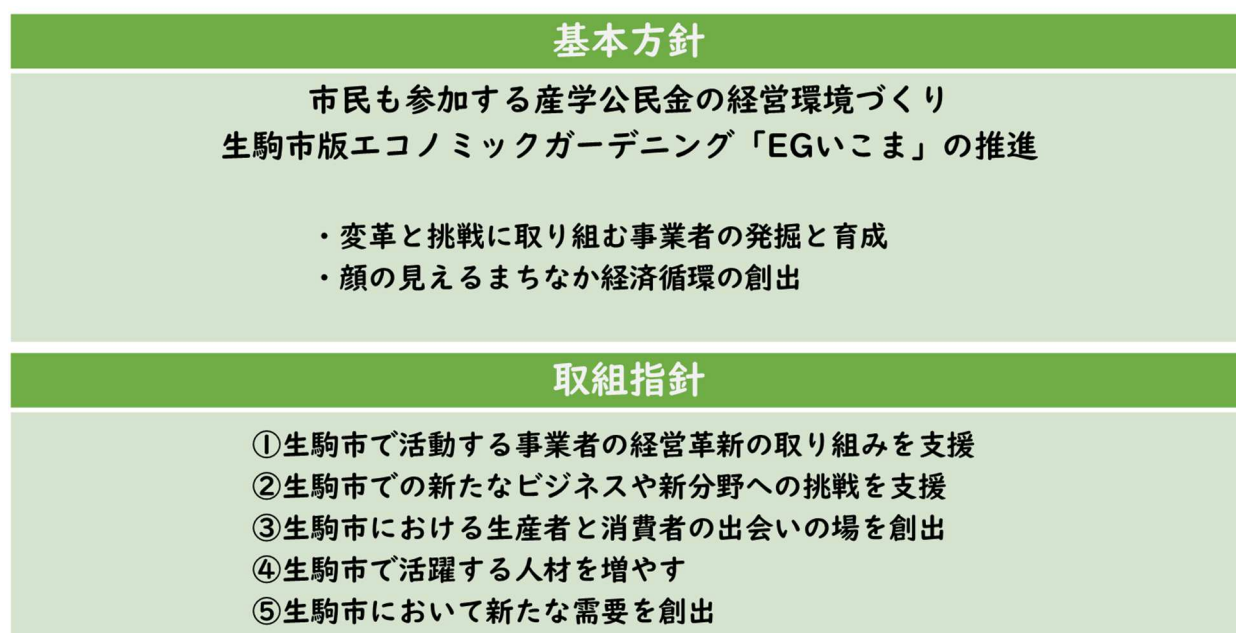 基本方針
市民も参加する産学公民金の経営環境づくり
生駒市版エコノミックガーデニング「EGいこま」の推進
・変革と挑戦に取り組む事業者の発掘と育成
・顔の見えるまちなか経済循環の創出
取組指針
①生駒市で活動する事業者の経営革新の取り組みを支援
②生駒市での新たなビジネスや新分野への挑戦を支援
③生駒市における生産者と消費者の出会いの場を創出
④生駒市で活躍する人材を増やす
⑤生駒市において新たな需要を創出